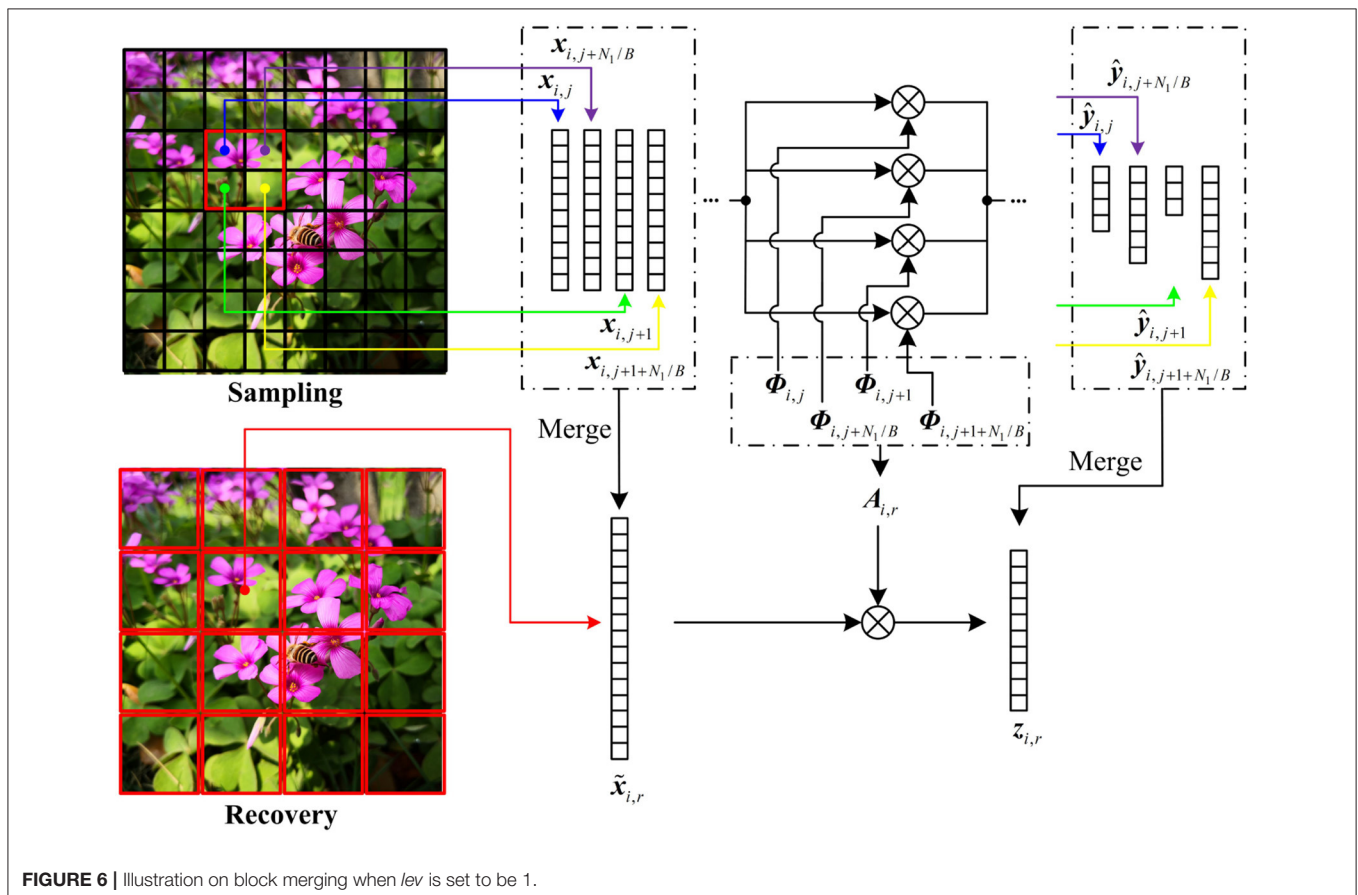 x_{i,j+N_1/B}
x_{i,j}
x_{i,j+1}
x_{i,j+1+N_1/B}
Sampling
...
...
Φ_{i,j}
Φ_{i,j+1}
Φ_{i,j+N_1/B}
Φ_{i,j+1+N_1/B}
ŷ_{i,j+N_1/B}
ŷ_{i,j}
ŷ_{i,j+1}
ŷ_{i,j+1+N_1/B}
Merge
Merge
A_{i,r}
x̃_{i,r}
z_{i,r}
Recovery
FIGURE 6 | Illustration on block merging when lev is set to be 1.